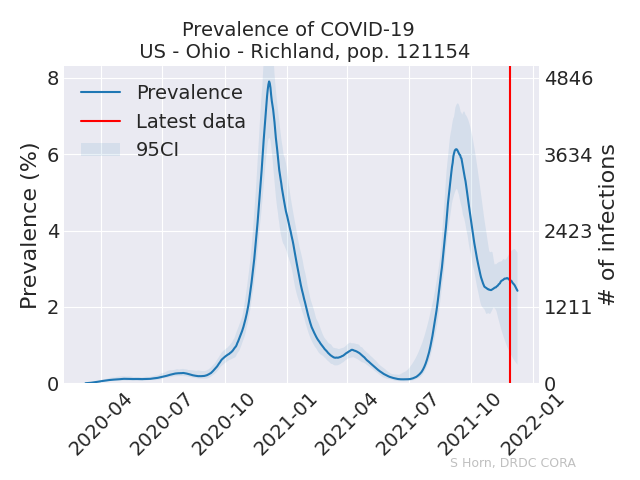 Prevalence of COVID-19
US - Ohio - Richland, pop. 121154
Prevalence
Latest data
95CI
Prevalence (%)
8
6
4
2
0
4846
3634
2423
1211
0
# of infections
2020-04
2020-07
2020-10
2021-01
2021-04
2021-07
2021-10
2022-01
S Horn, DRDC CORA